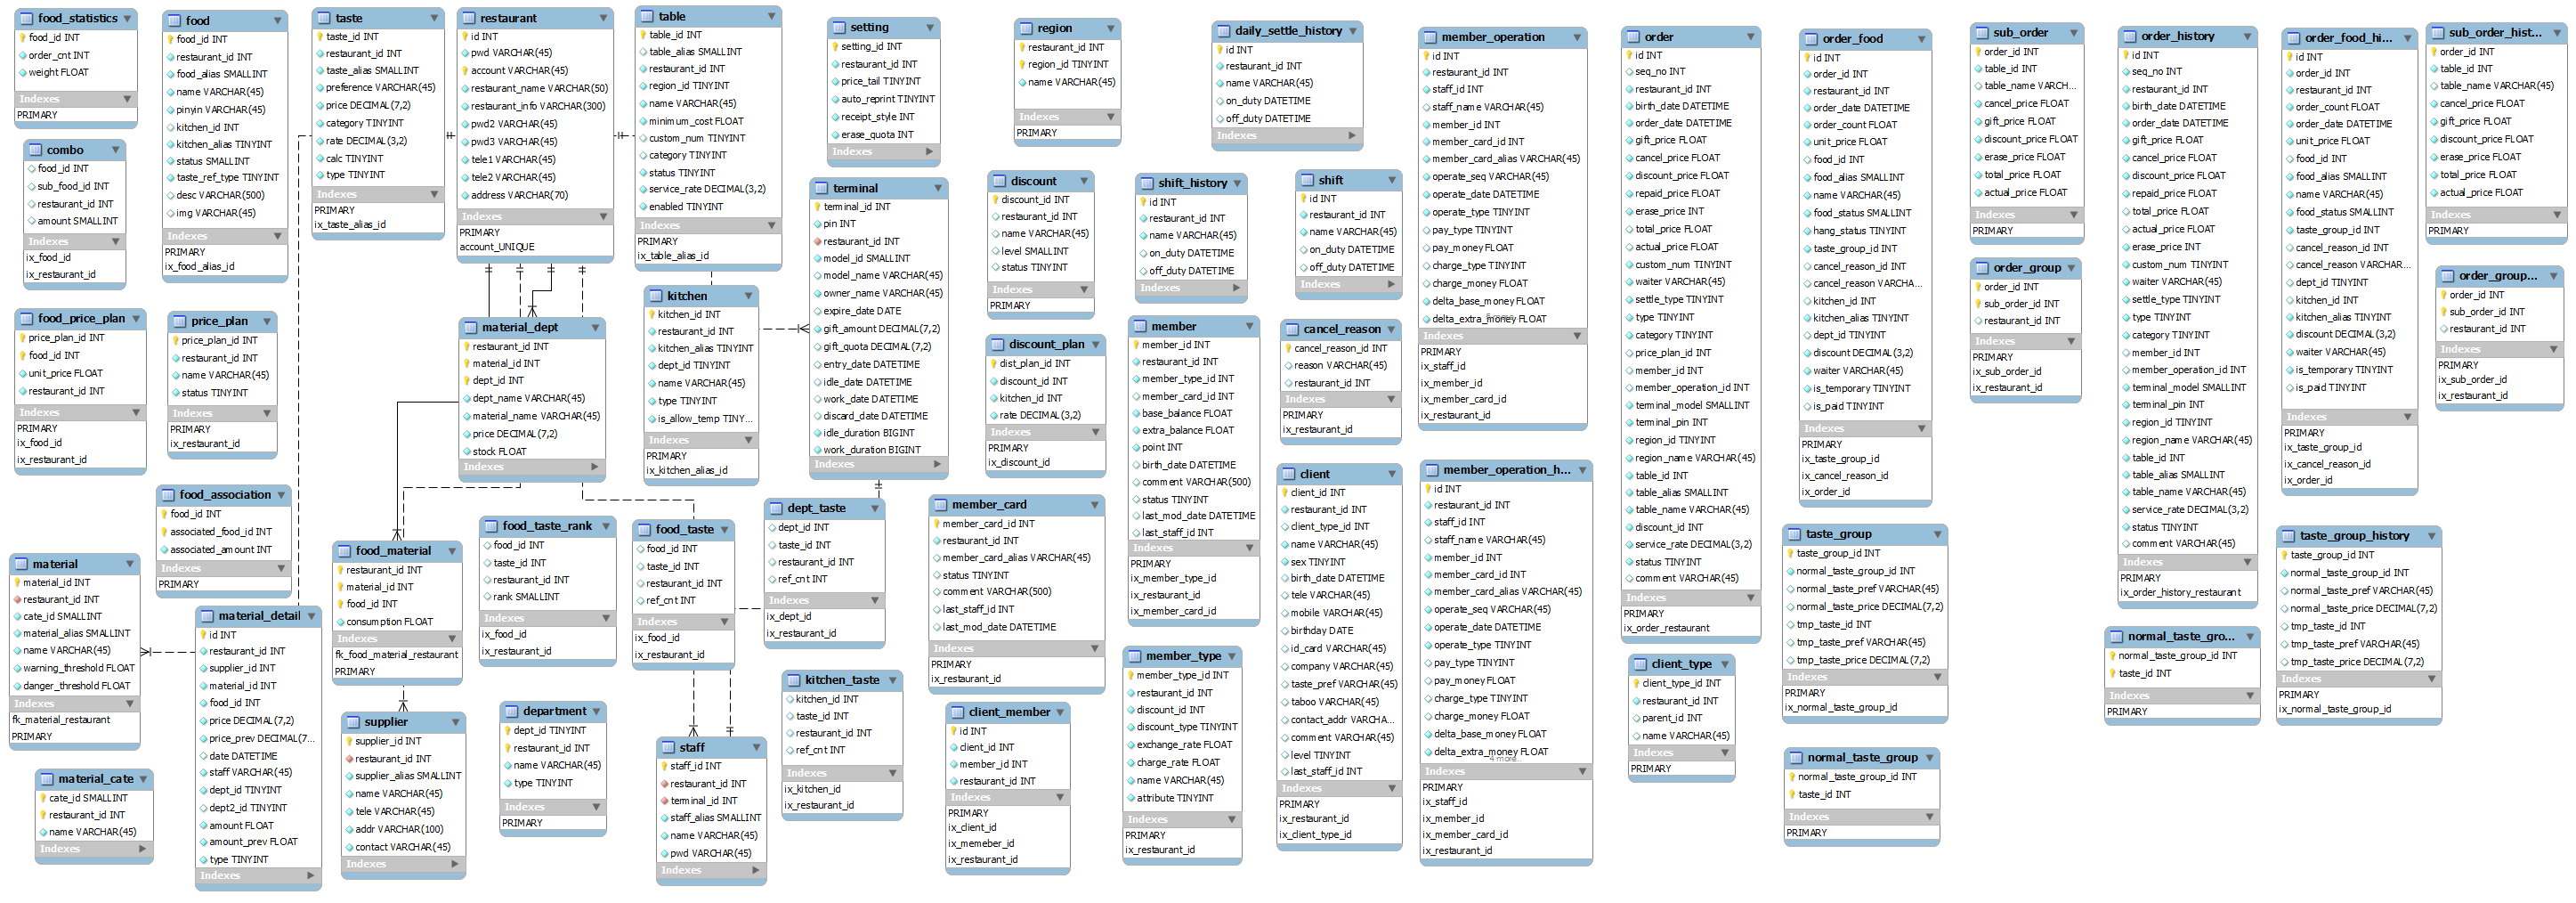 food_statistics
food_id INT
order_cnt INT
weight FLOAT
Indexes
PRIMARY
combo
food_id INT
sub_food_id INT
restaurant_id INT
amount SMALLINT
Indexes
ix_food_id
ix_restaurant_id
food_price_plan
price_plan_id INT
food_id INT
unit_price FLOAT
restaurant_id INT
Indexes
PRIMARY
ix_food_id
ix_restaurant_id
material
material_id INT
restaurant_id INT
cate_id SMALLINT
material_alias SMALLINT
name VARCHAR(45)
warning_threshold FLOAT
danger_threshold FLOAT
Indexes
fk_material_restaurant
PRIMARY
material_cate
cate_id SMALLINT
restaurant_id INT
name VARCHAR(45)
Indexes
food
food_id INT
restaurant_id INT
food_alias SMALLINT
name VARCHAR(45)
pinyin VARCHAR(45)
kitchen_id INT
kitchen_alias TINYINT
status SMALLINT
taste_ref_type TINYINT
desc VARCHAR(500)
img VARCHAR(45)
Indexes
PRIMARY
ix_food_alias_id
price_plan
price_plan_id INT
restaurant_id INT
name VARCHAR(45)
status TINYINT
Indexes
PRIMARY
ix_restaurant_id
food_association
food_id INT
associated_food_id INT
associated_amount INT
Indexes
PRIMARY
material_detail
id INT
restaurant_id INT
supplier_id INT
material_id INT
food_id INT
price DECIMAL(7,2)
price_prev DECIMAL(7...
date DATETIME
staff VARCHAR(45)
dept_id TINYINT
dept2_id TINYINT
amount FLOAT
amount_prev FLOAT
type TINYINT
Indexes
taste
taste_id INT
restaurant_id INT
taste_alias SMALLINT
preference VARCHAR(45)
price DECIMAL(7,2)
category TINYINT
rate DECIMAL(3,2)
calc TINYINT
type TINYINT
Indexes
PRIMARY
ix_taste_alias_id
food_material
restaurant_id INT
material_id INT
food_id INT
consumption FLOAT
Indexes
fk_food_material_restaurant
PRIMARY
supplier
supplier_id INT
restaurant_id INT
supplier_alias SMALLINT
name VARCHAR(45)
tele VARCHAR(45)
addr VARCHAR(100)
contact VARCHAR(45)
Indexes
restaurant
id INT
pwd VARCHAR(45)
account VARCHAR(45)
restaurant_name VARCHAR(50)
restaurant_info VARCHAR(300)
pwd2 VARCHAR(45)
pwd3 VARCHAR(45)
tele1 VARCHAR(45)
tele2 VARCHAR(45)
address VARCHAR(70)
Indexes
PRIMARY
account_UNIQUE
material_dept
restaurant_id INT
material_id INT
dept_id INT
dept_name VARCHAR(45)
material_name VARCHAR(45)
price DECIMAL(7,2)
stock FLOAT
Indexes
food_taste_rank
food_id INT
taste_id INT
restaurant_id INT
rank SMALLINT
Indexes
ix_food_id
ix_restaurant_id
department
dept_id TINYINT
restaurant_id INT
name VARCHAR(45)
type TINYINT
Indexes
PRIMARY
table
table_id INT
table_alias SMALLINT
restaurant_id INT
region_id TINYINT
name VARCHAR(45)
minimum_cost FLOAT
custom_num TINYINT
category TINYINT
status TINYINT
service_rate DECIMAL(3,2)
enabled TINYINT
Indexes
PRIMARY
ix_table_alias_id
kitchen
kitchen_id INT
restaurant_id INT
kitchen_alias TINYINT
dept_id TINYINT
name VARCHAR(45)
type TINYINT
is_allow_temp TINY...
Indexes
PRIMARY
ix_kitchen_alias_id
food_taste
food_id INT
taste_id INT
restaurant_id INT
ref_cnt INT
Indexes
ix_food_id
ix_restaurant_id
staff
staff_id INT
restaurant_id INT
terminal_id INT
staff_alias SMALLINT
name VARCHAR(45)
pwd VARCHAR(45)
Indexes
setting
setting_id INT
restaurant_id INT
price_tail TINYINT
auto_reprint TINYINT
receipt_style INT
erase_quota INT
Indexes
terminal
terminal_id INT
pin INT
restaurant_id INT
model_id SMALLINT
model_name VARCHAR(45)
owner_name VARCHAR(45)
expire_date DATE
gift_amount DECIMAL(7,2)
gift_quota DECIMAL(7,2)
entry_date DATETIME
idle_date DATETIME
work_date DATETIME
discard_date DATETIME
idle_duration BIGINT
work_duration BIGINT
Indexes
dept_taste
dept_id INT
taste_id INT
restaurant_id INT
ref_cnt INT
Indexes
ix_dept_id
ix_restaurant_id
kitchen_taste
kitchen_id INT
taste_id INT
restaurant_id INT
ref_cnt INT
Indexes
ix_kitchen_id
ix_restaurant_id
region
restaurant_id INT
region_id TINYINT
name VARCHAR(45)
Indexes
PRIMARY
discount
discount_id INT
restaurant_id INT
name VARCHAR(45)
level SMALLINT
status TINYINT
Indexes
PRIMARY
discount_plan
dist_plan_id INT
discount_id INT
kitchen_id INT
rate DECIMAL(3,2)
Indexes
PRIMARY
ix_discount_id
member_card
member_card_id INT
restaurant_id INT
member_card_alias VARCHAR(45)
status TINYINT
comment VARCHAR(500)
last_staff_id INT
last_mod_date DATETIME
Indexes
PRIMARY
ix_restaurant_id
client_member
id INT
client_id INT
member_id INT
restaurant_id INT
Indexes
PRIMARY
ix_client_id
ix_memeber_id
ix_restaurant_id
daily_settle_history
id INT
restaurant_id INT
name VARCHAR(45)
on_duty DATETIME
off_duty DATETIME
Indexes
shift_history
id INT
restaurant_id INT
name VARCHAR(45)
on_duty DATETIME
off_duty DATETIME
Indexes
shift
id INT
restaurant_id INT
name VARCHAR(45)
on_duty DATETIME
off_duty DATETIME
Indexes
member
member_id INT
restaurant_id INT
member_type_id INT
member_card_id INT
base_balance FLOAT
extra_balance FLOAT
point INT
birth_date DATETIME
comment VARCHAR(500)
status TINYINT
last_mod_date DATETIME
last_staff_id INT
Indexes
PRIMARY
ix_member_type_id
ix_restaurant_id
ix_member_card_id
member_type
member_type_id INT
restaurant_id INT
discount_id INT
discount_type TINYINT
exchange_rate FLOAT
charge_rate FLOAT
name VARCHAR(45)
attribute TINYINT
Indexes
PRIMARY
ix_restaurant_id
cancel_reason
cancel_reason_id INT
reason VARCHAR(45)
restaurant_id INT
Indexes
PRIMARY
ix_restaurant_id
client
client_id INT
restaurant_id INT
client_type_id INT
name VARCHAR(45)
sex TINYINT
birth_date DATETIME
tele VARCHAR(45)
mobile VARCHAR(45)
birthday DATE
id_card VARCHAR(45)
company VARCHAR(45)
taste_pref VARCHAR(45)
taboo VARCHAR(45)
contact_addr VARCHA...
comment VARCHAR(45)
level TINYINT
last_staff_id INT
Indexes
PRIMARY
ix_restaurant_id
ix_client_type_id
member_operation
id INT
restaurant_id INT
staff_id INT
staff_name VARCHAR(45)
member_id INT
member_card_id INT
member_card_alias VARCHAR(45)
operate_seq VARCHAR(45)
operate_date DATETIME
operate_type TINYINT
pay_type TINYINT
pay_money FLOAT
charge_type TINYINT
charge_money FLOAT
delta_base_money FLOAT
delta_extra_money FLOAT
Indexes
PRIMARY
ix_staff_id
ix_member_id
ix_member_card_id
ix_restaurant_id
member_operation_h...
id INT
restaurant_id INT
staff_id INT
staff_name VARCHAR(45)
member_id INT
member_card_id INT
member_card_alias VARCHAR(45)
operate_seq VARCHAR(45)
operate_date DATETIME
operate_type TINYINT
pay_type TINYINT
pay_money FLOAT
charge_type TINYINT
charge_money FLOAT
delta_base_money FLOAT
delta_extra_money FLOAT
4 more...
Indexes
PRIMARY
ix_staff_id
ix_member_id
ix_member_card_id
ix_restaurant_id
order
id INT
seq_no INT
restaurant_id INT
birth_date DATETIME
order_date DATETIME
gift_price FLOAT
cancel_price FLOAT
discount_price FLOAT
repaid_price FLOAT
erase_price INT
total_price FLOAT
actual_price FLOAT
custom_num TINYINT
waiter VARCHAR(45)
settle_type TINYINT
type TINYINT
category TINYINT
price_plan_id INT
member_id INT
member_operation_id INT
terminal_model SMALLINT
terminal_pin INT
region_id TINYINT
region_name VARCHAR(45)
table_id INT
table_alias SMALLINT
table_name VARCHAR(45)
discount_id INT
service_rate DECIMAL(3,2)
status TINYINT
comment VARCHAR(45)
Indexes
PRIMARY
ix_order_restaurant
client_type
client_type_id INT
restaurant_id INT
parent_id INT
name VARCHAR(45)
Indexes
PRIMARY
order_food
id INT
order_id INT
restaurant_id INT
order_date DATETIME
order_count FLOAT
unit_price FLOAT
food_id INT
food_alias SMALLINT
name VARCHAR(45)
food_status SMALLINT
hang_status TINYINT
taste_group_id INT
cancel_reason_id INT
cancel_reason VARCHA...
kitchen_id INT
kitchen_alias TINYINT
dept_id TINYINT
discount DECIMAL(3,2)
waiter VARCHAR(45)
is_temporary TINYINT
is_paid TINYINT
Indexes
PRIMARY
ix_taste_group_id
ix_cancel_reason_id
ix_order_id
taste_group
taste_group_id INT
normal_taste_group_id INT
normal_taste_pref VARCHAR(45)
normal_taste_price DECIMAL(7,2)
tmp_taste_id INT
tmp_taste_pref VARCHAR(45)
tmp_taste_price DECIMAL(7,2)
Indexes
PRIMARY
ix_normal_taste_group_id
normal_taste_group
normal_taste_group_id INT
taste_id INT
Indexes
PRIMARY
sub_order
order_id INT
table_id INT
table_name VARCH...
cancel_price FLOAT
gift_price FLOAT
discount_price FLOAT
erase_price FLOAT
total_price FLOAT
actual_price FLOAT
Indexes
PRIMARY
order_group
order_id INT
sub_order_id INT
restaurant_id INT
Indexes
PRIMARY
ix_sub_order_id
ix_restaurant_id
order_history
id INT
seq_no INT
restaurant_id INT
birth_date DATETIME
order_date DATETIME
gift_price FLOAT
cancel_price FLOAT
discount_price FLOAT
repaid_price FLOAT
total_price FLOAT
actual_price FLOAT
erase_price INT
custom_num TINYINT
waiter VARCHAR(45)
settle_type TINYINT
type TINYINT
category TINYINT
member_id INT
member_operation_id INT
terminal_model SMALLINT
terminal_pin INT
region_id TINYINT
region_name VARCHAR(45)
table_id INT
table_alias SMALLINT
table_name VARCHAR(45)
service_rate DECIMAL(3,2)
status TINYINT
comment VARCHAR(45)
Indexes
PRIMARY
ix_order_history_restaurant
normal_taste_gro...
normal_taste_group_id INT
taste_id INT
Indexes
PRIMARY
order_food_hi...
id INT
order_id INT
restaurant_id INT
order_count FLOAT
order_date DATETIME
unit_price FLOAT
food_id INT
food_alias SMALLINT
name VARCHAR(45)
food_status SMALLINT
taste_group_id INT
cancel_reason_id INT
cancel_reason VARCHAR...
dept_id TINYINT
kitchen_id INT
kitchen_alias TINYINT
discount DECIMAL(3,2)
waiter VARCHAR(45)
is_temporary TINYINT
is_paid TINYINT
Indexes
PRIMARY
ix_taste_group_id
ix_cancel_reason_id
ix_order_id
taste_group_history
taste_group_id INT
normal_taste_group_id INT
normal_taste_pref VARCHAR(45)
normal_taste_price DECIMAL(7,2)
tmp_taste_id INT
tmp_taste_pref VARCHAR(45)
tmp_taste_price DECIMAL(7,2)
Indexes
PRIMARY
ix_normal_taste_group_id
sub_order_hist...
order_id INT
table_id INT
table_name VARCHAR(45)
cancel_price FLOAT
gift_price FLOAT
discount_price FLOAT
erase_price FLOAT
total_price FLOAT
actual_price FLOAT
Indexes
PRIMARY
order_group...
order_id INT
sub_order_id INT
restaurant_id INT
Indexes
PRIMARY
ix_sub_order_id
ix_restaurant_id